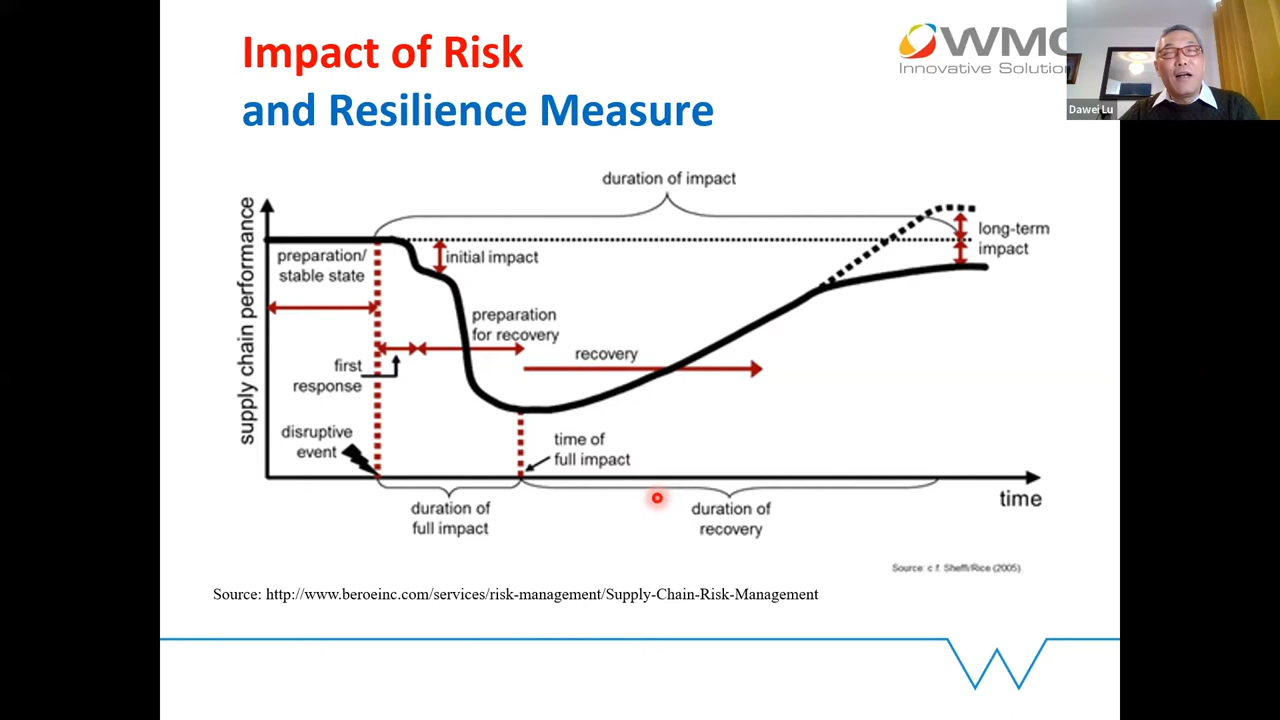 Impact of Risk
and Resilience Measure
WMG
Innovative Solutions
Dawei Lu
duration of impact
supply chain performance
preparation/
stable state
initial impact
long-term
impact
preparation
for recovery
first
response
recovery
disruptive
event
time of
full impact
duration of
full impact
duration of
recovery
time
Source: c.f. Sheffi/Rice (2005).
Source: http://www.beroeinc.com/services/risk-management/Supply-Chain-Risk-Management